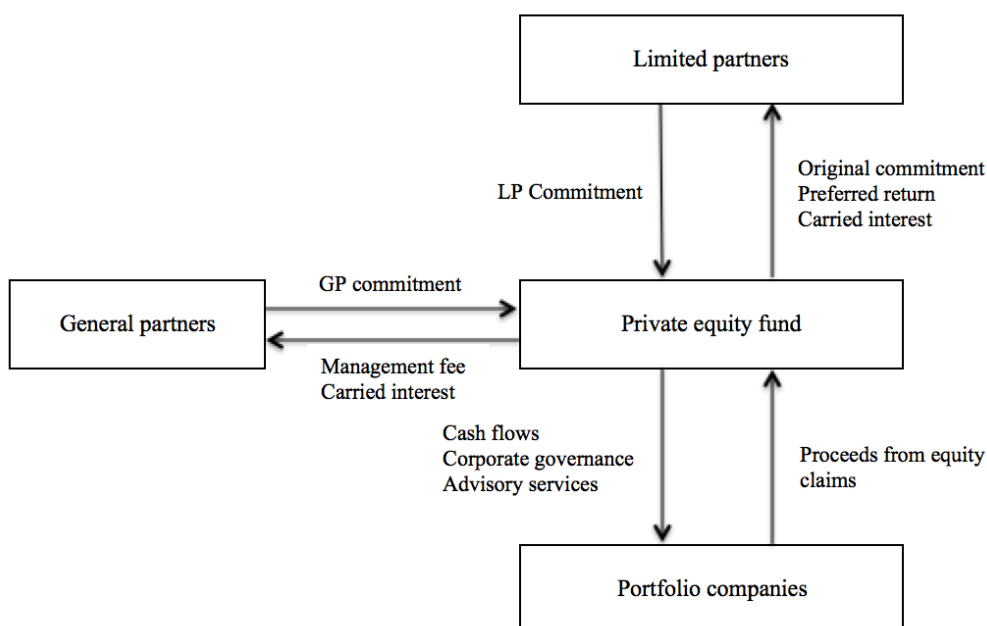 Limited partners
LP Commitment
Original commitment
Preferred return
Carried interest
GP commitment
General partners
Private equity fund
Management fee
Carried interest
Cash flows
Corporate governance
Advisory services
Proceeds from equity
claims
Portfolio companies